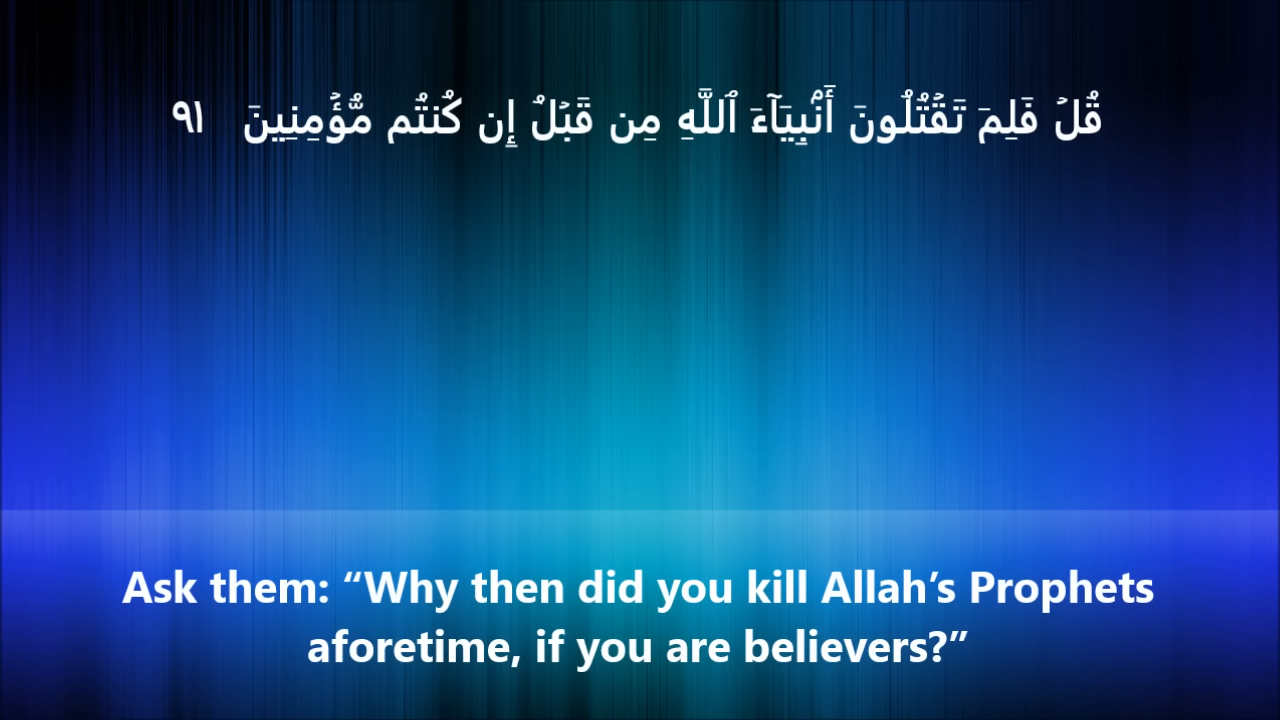 قُلۡ فَلِمَ تَقۡتُلُونَ أَنۢبِيَآءَ ٱللَّهِ مِن قَبۡلُ إِن كُنتُم مُّؤۡمِنِينَ ٩١
Ask them: “Why then did you kill Allah’s Prophets
aforetime, if you are believers?”